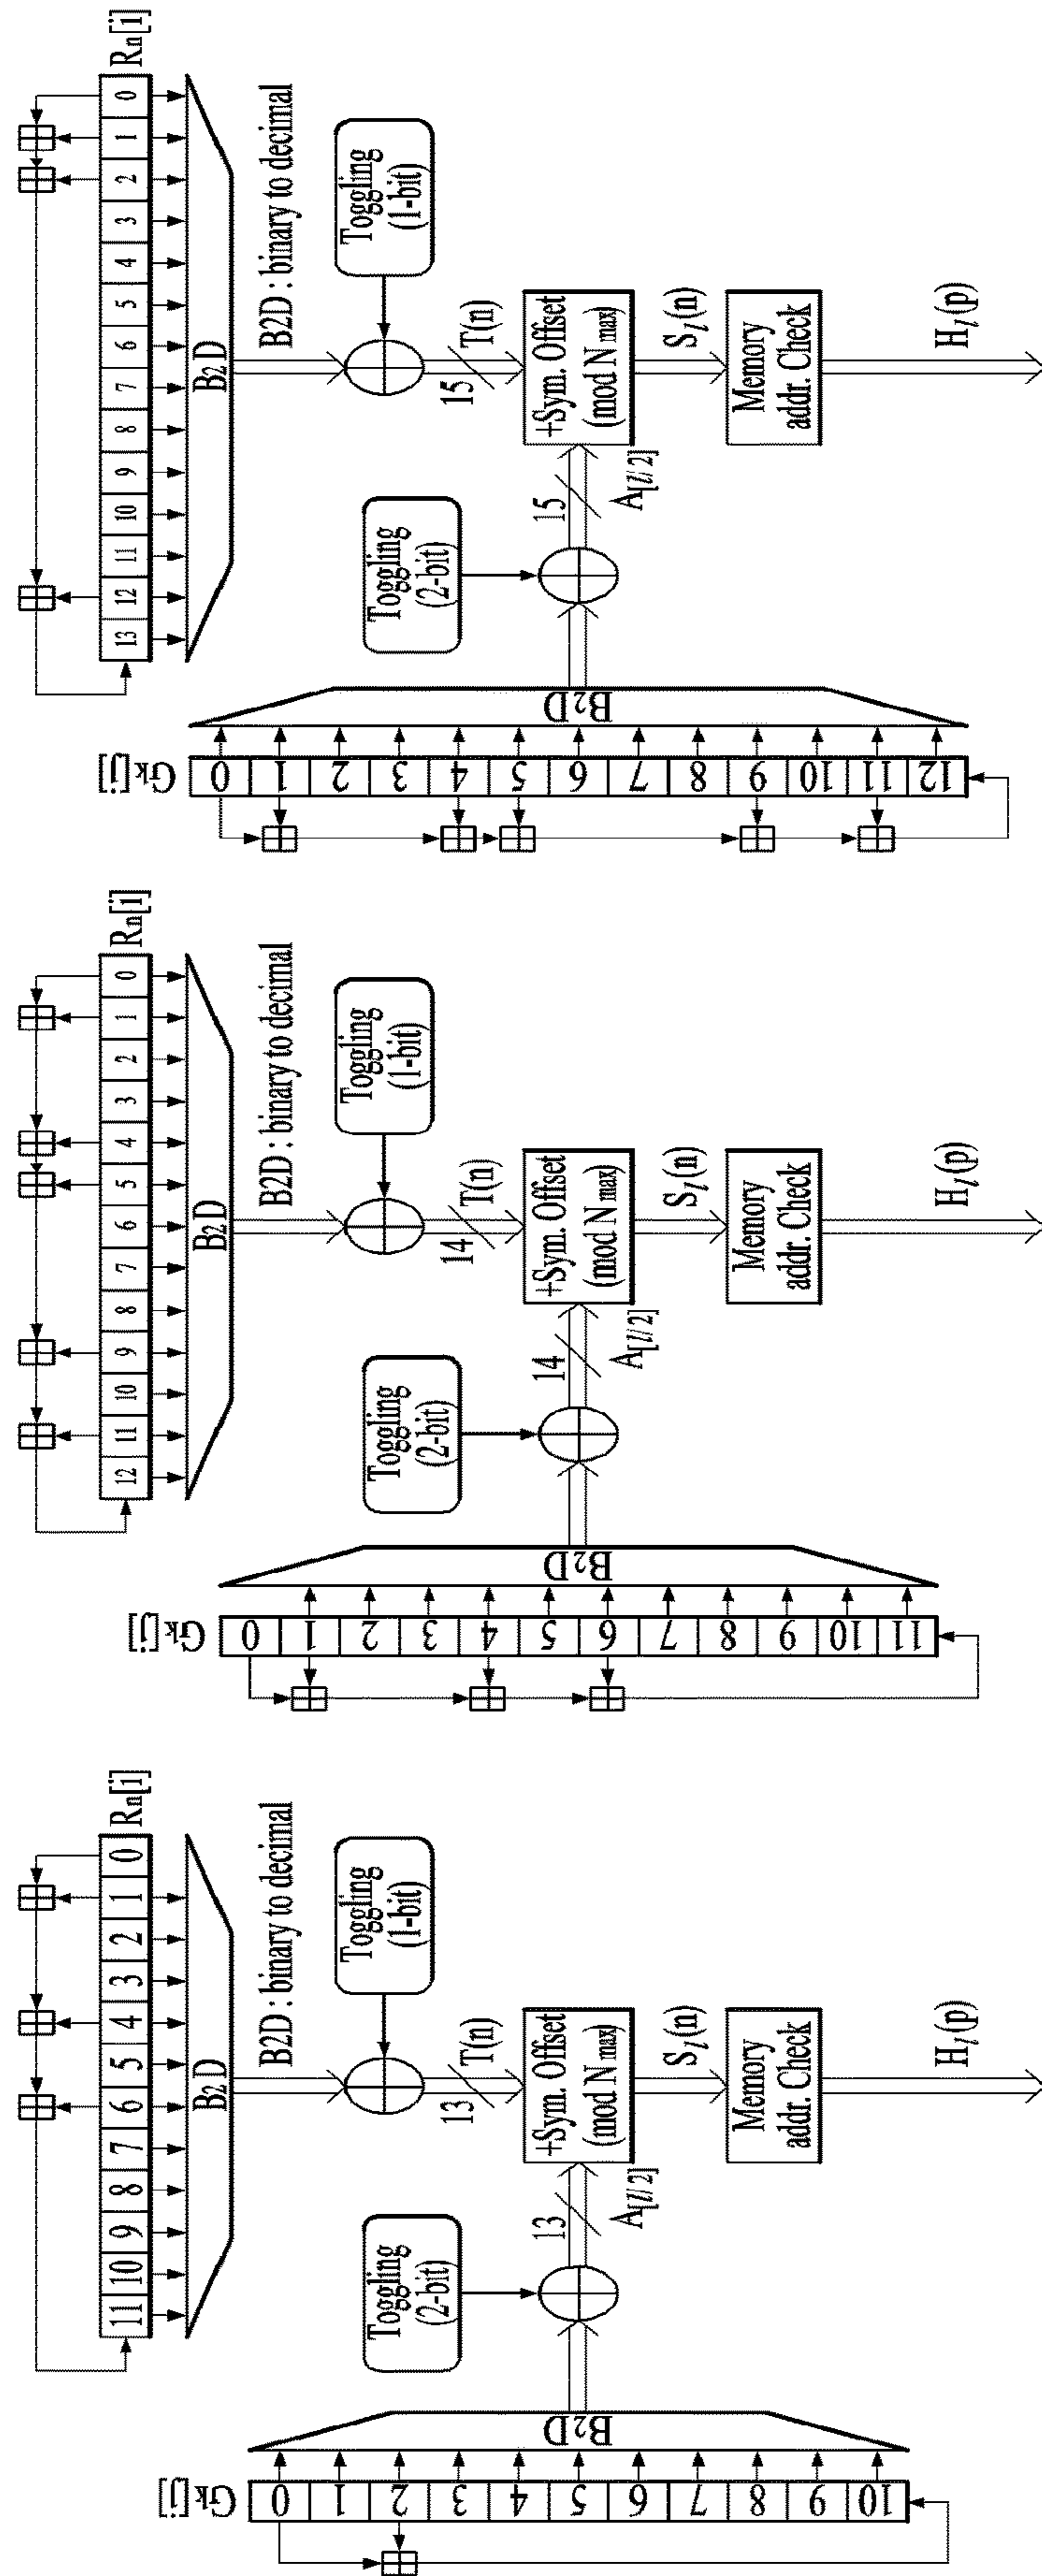 Rn[i]
13 12 11 10 9 8 7 6 5 4 3 2 1 0
B2D
B2D : binary to decimal
Toggling
(1-bit)
15
T(n)
Toggling
(2-bit)
15
A[l/2]
+Sym. Offset
(mod N max)
Sl(n)
Memory
addr. Check
Hl(p)
Gk[j]
0 1 2 3 4 5 6 7 8 9 10 11 12
B2D
Rn[i]
12 11 10 9 8 7 6 5 4 3 2 1 0
B2D
B2D : binary to decimal
Toggling
(1-bit)
14
T(n)
Toggling
(2-bit)
14
A[l/2]
+Sym. Offset
(mod N max)
Sl(n)
Memory
addr. Check
Hl(p)
Gk[j]
0 1 2 3 4 5 6 7 8 9 10 11
B2D
Rn[i]
11 10 9 8 7 6 5 4 3 2 1 0
B2D
B2D : binary to decimal
Toggling
(1-bit)
13
T(n)
Toggling
(2-bit)
13
A[l/2]
+Sym. Offset
(mod N max)
Sl(n)
Memory
addr. Check
Hl(p)
Gk[j]
0 1 2 3 4 5 6 7 8 9 10
B2D